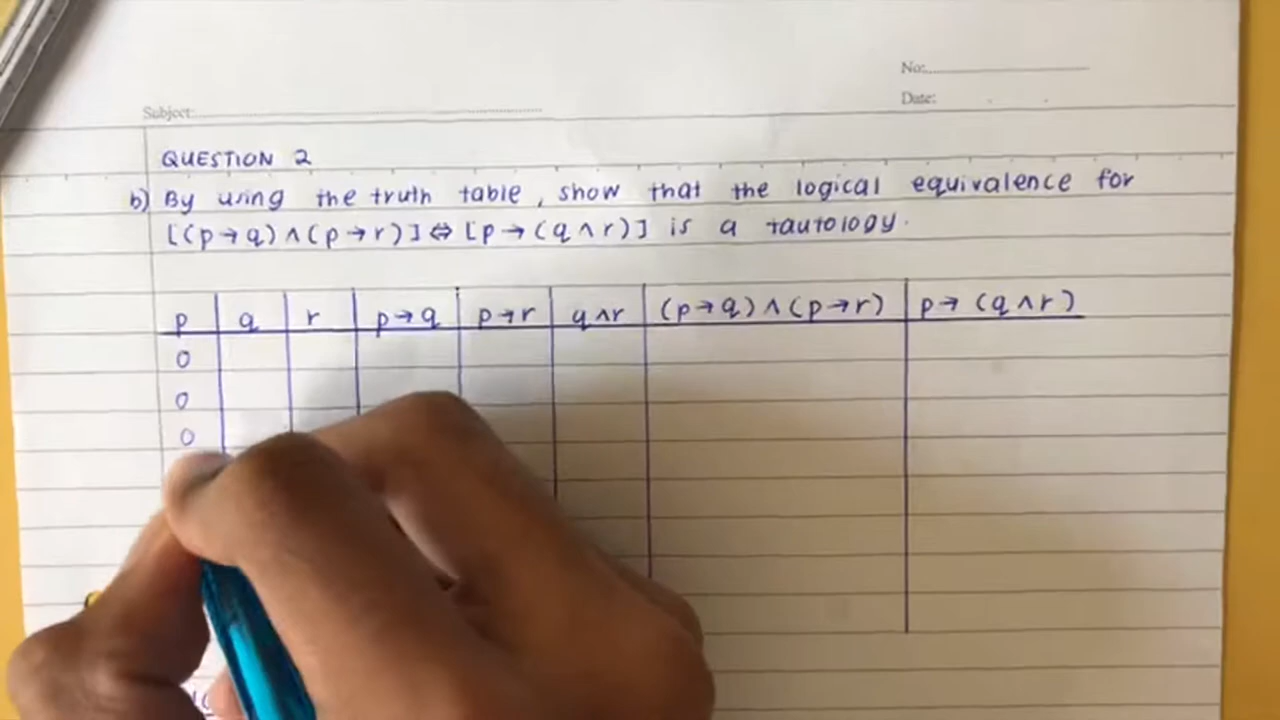 No:
Date:
Subject:
QUESTION 2
b) By using the truth table, show that the logical equivalence for
[(p→q)∧(p→r)]⇔[p→(q∧r)] is a tautology.
p q r p→q p→r q∧r (p→q)∧(p→r) p→(q∧r)
0
0
0